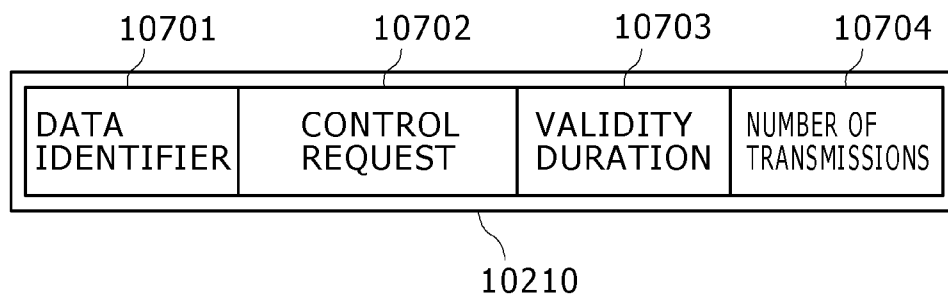 10701 10702 10703 10704
DATA IDENTIFIER
CONTROL REQUEST
VALIDITY DURATION
NUMBER OF TRANSMISSIONS
10210